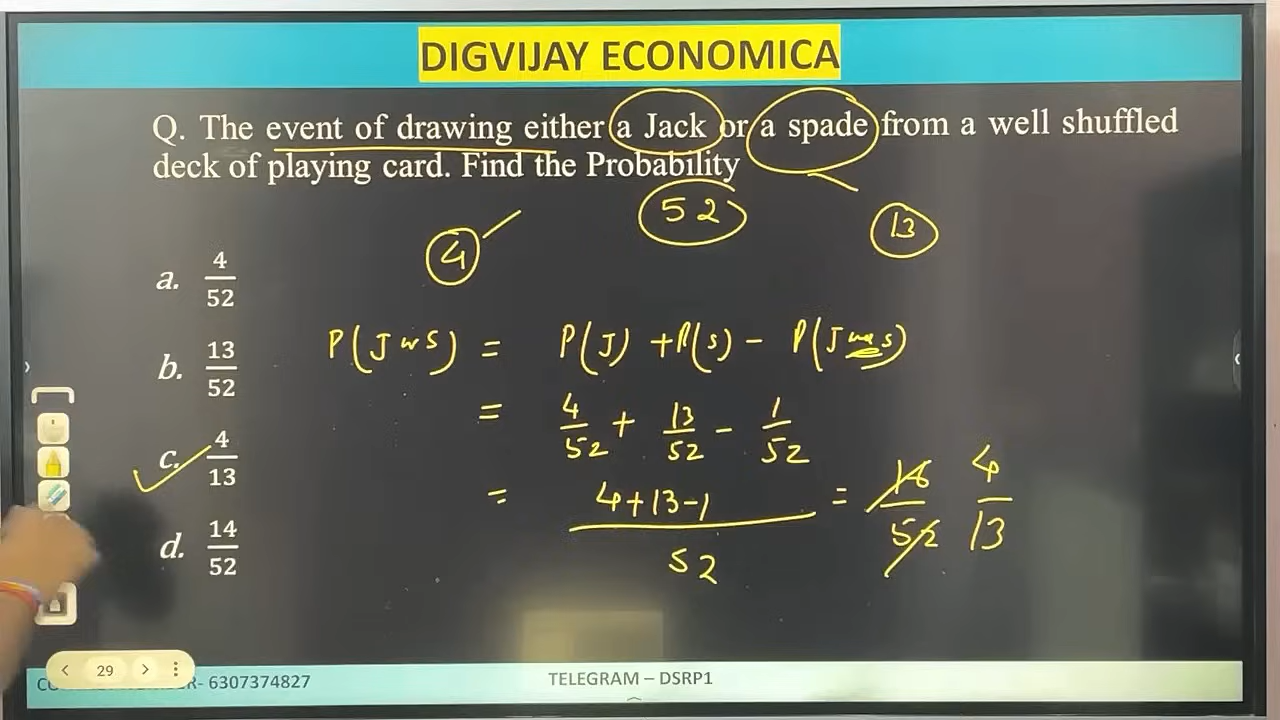 DIGVIJAY ECONOMICA
Q. The event of drawing either a Jack or a spade from a well shuffled
deck of playing card. Find the Probability
52
4
13
a. 4/52
b. 13/52
c. 4/13
d. 14/52
P(J or S) = P(J) + P(S) - P(J
= 4/52 + 13/52 - 1/52
= 4+13-1/52 = 16/52 4/13
29
R- 6307374827
TELEGRAM – DSRP1